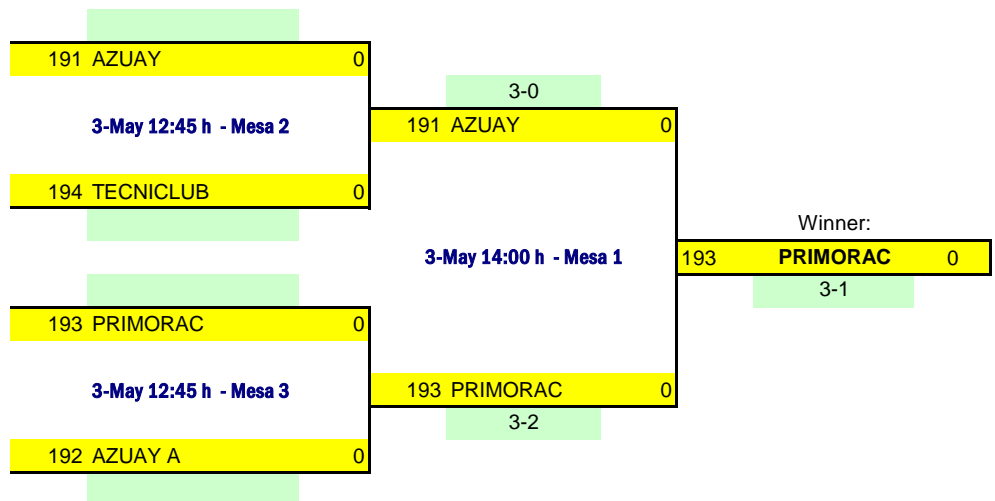 191 AZUAY 0
3-May 12:45 h - Mesa 2
194 TECNICLUB 0
193 PRIMORAC 0
3-May 12:45 h - Mesa 3
192 AZUAY A 0
3-0
191 AZUAY 0
3-May 14:00 h - Mesa 1
193 PRIMORAC 0
3-2
Winner:
193 PRIMORAC 0
3-1